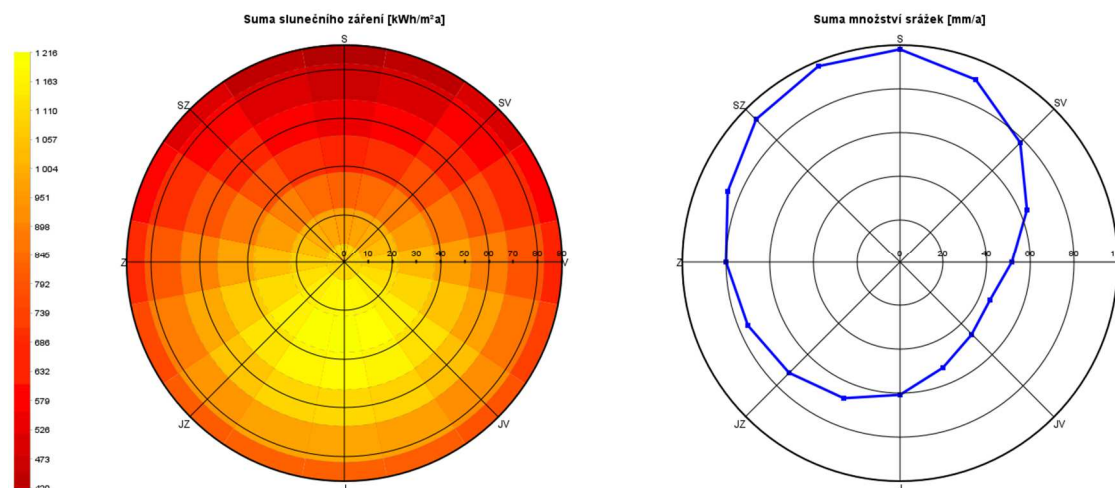 Suma slunečního záření [kWh/m²a]
Suma množství srážek [mm/a]
1 216
1 163
1 110
1 057
1 004
951
898
845
792
739
686
632
579
526
473
S
SV
SZ
Z
0 10 20 30 40 50 60 70 80 90
V
JZ
JV
S
SV
SZ
Z
0 20 40 60 80
JZ
JV